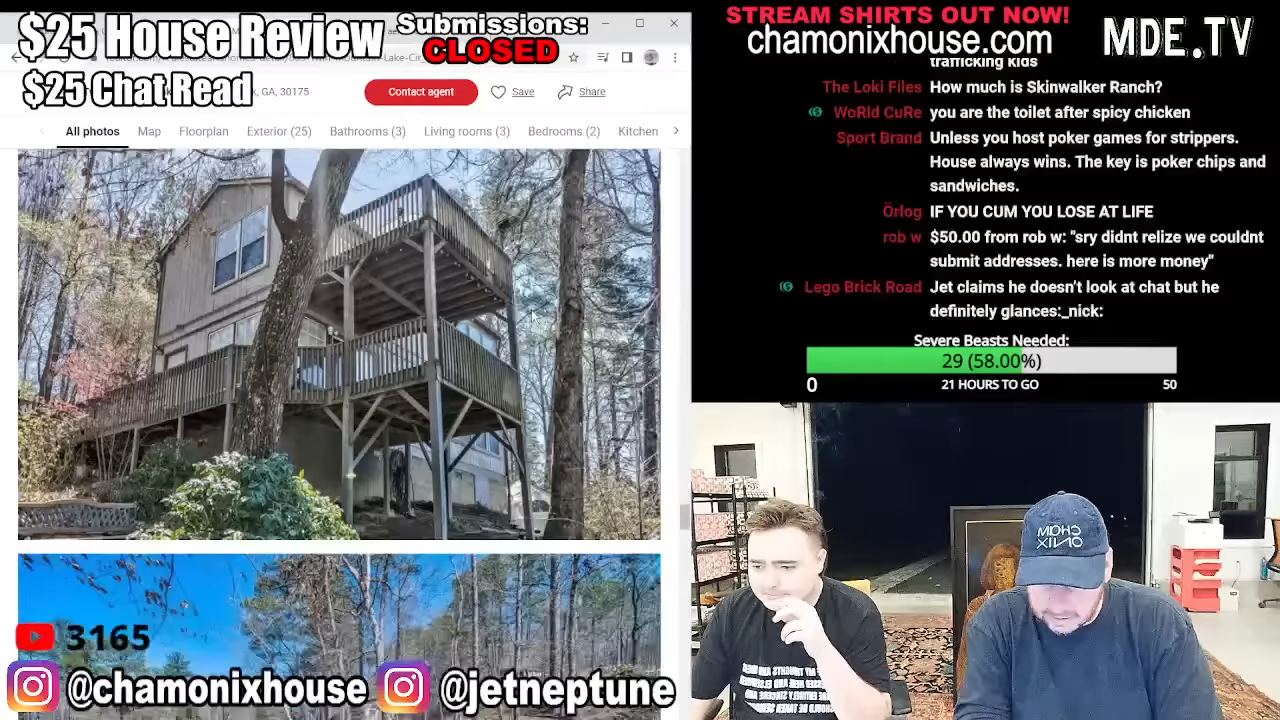 $25 House Review
$25 Chat Read
Submissions:
CLOSED
GA, 30175
Contact agent
Save
Share
All photos
Map
Floorplan
Exterior (25)
Bathrooms (3)
Living rooms (3)
Bedrooms (2)
Kitchen
3165
@chamonixhouse
@jetneptune
STREAM SHIRTS OUT NOW!
chamonixhouse.com
MDE.TV
trafficking kids
The Loki Files How much is Skinwalker Ranch?
WoRld CuRe you are the toilet after spicy chicken
Sport Brand Unless you host poker games for strippers.
House always wins. The key is poker chips and
sandwiches.
Örlog IF YOU CUM YOU LOSE AT LIFE
rob w $50.00 from rob w: "sry didnt relize we couldnt
submit addresses. here is more money"
Lego Brick Road Jet claims he doesn't look at chat but he
definitely glances:_nick:
Severe Beasts Needed:
29 (58.00%)
0
21 HOURS TO GO
50